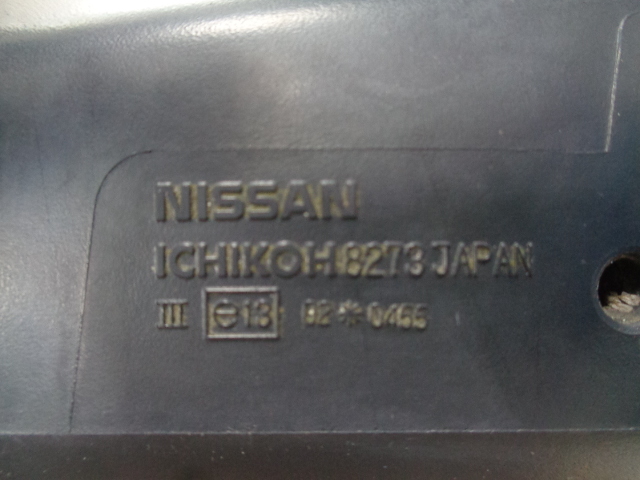 NISSAN
ICHIKOH 8273 JAPAN
III e13 02*0455